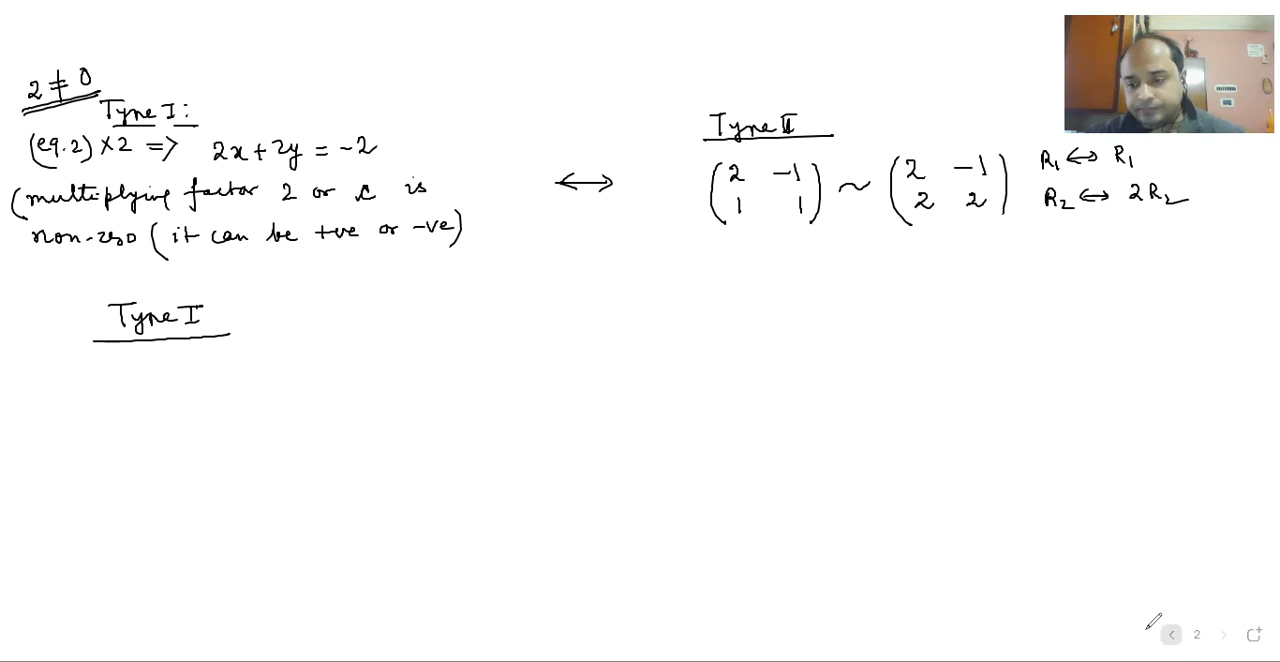 2 ≠ 0
Type I:
(eq.2) × 2 => 2x + 2y = -2
(multiplying factor 2 or c is
non-zero (it can be +ve or -ve)
Type I
↔
Type II
(2 -1) ~ (2 -1) R₁ ↔ R₁
(1 1) (2 2) R₂ ↔ 2R₂
2